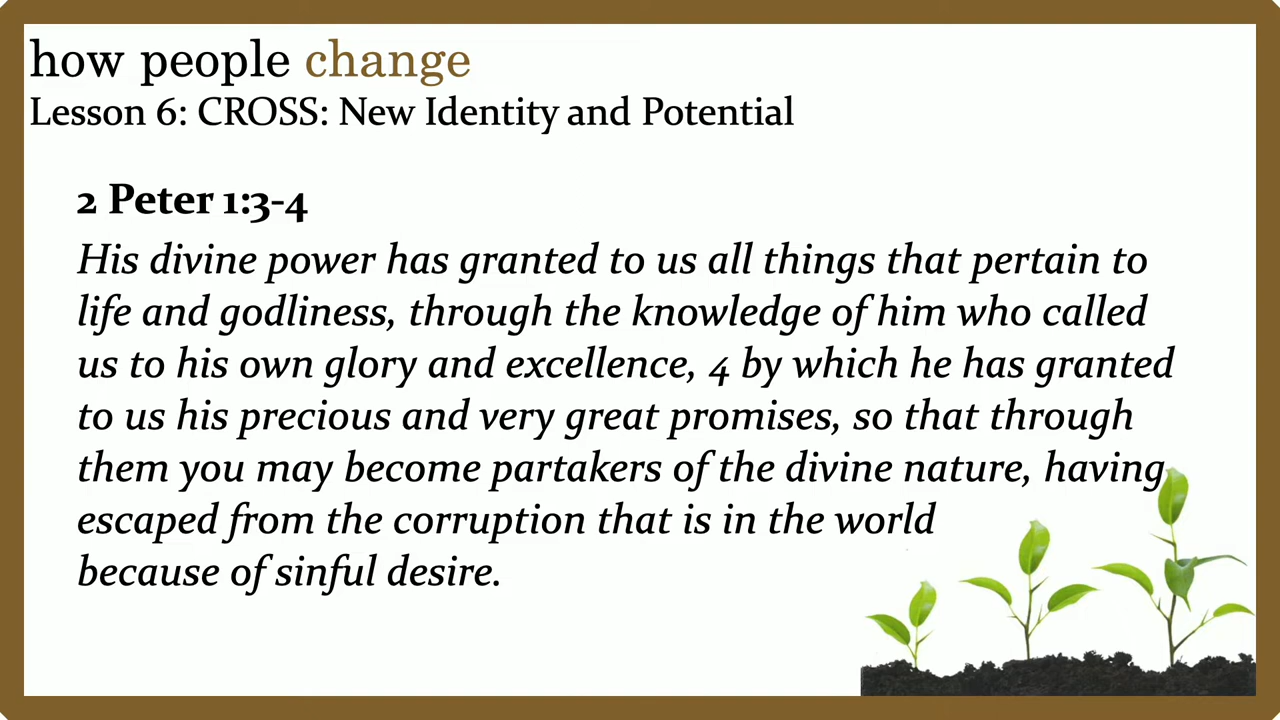 how people change
Lesson 6: CROSS: New Identity and Potential
2 Peter 1:3-4
His divine power has granted to us all things that pertain to
life and godliness, through the knowledge of him who called
us to his own glory and excellence, 4 by which he has granted
to us his precious and very great promises, so that through
them you may become partakers of the divine nature, having
escaped from the corruption that is in the world
because of sinful desire.